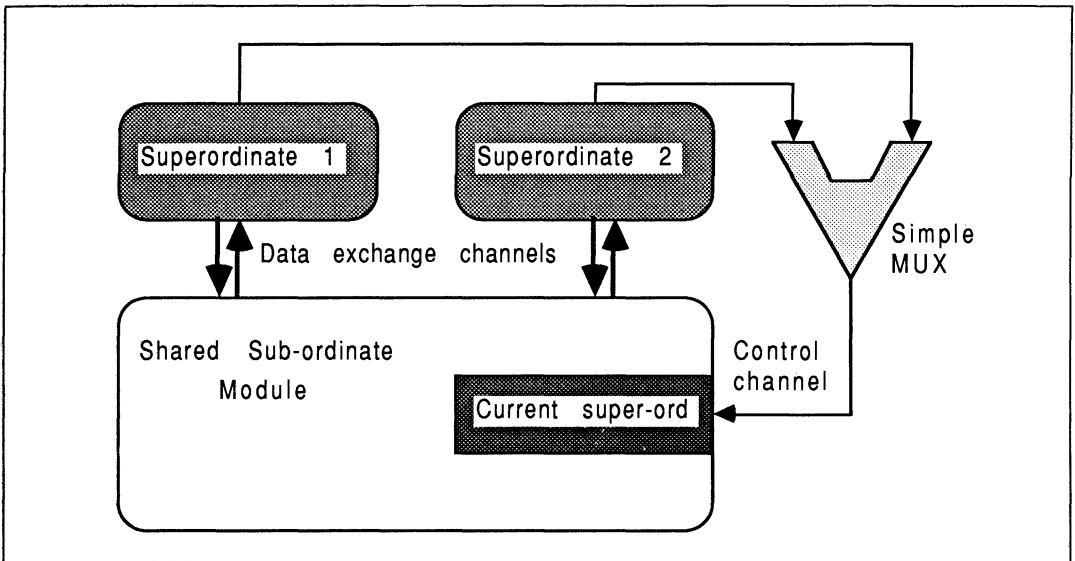 Superordinate 1
Superordinate 2
Simple
MUX
Data exchange channels
Shared Sub-ordinate
Module
Control
channel
Current super-ord